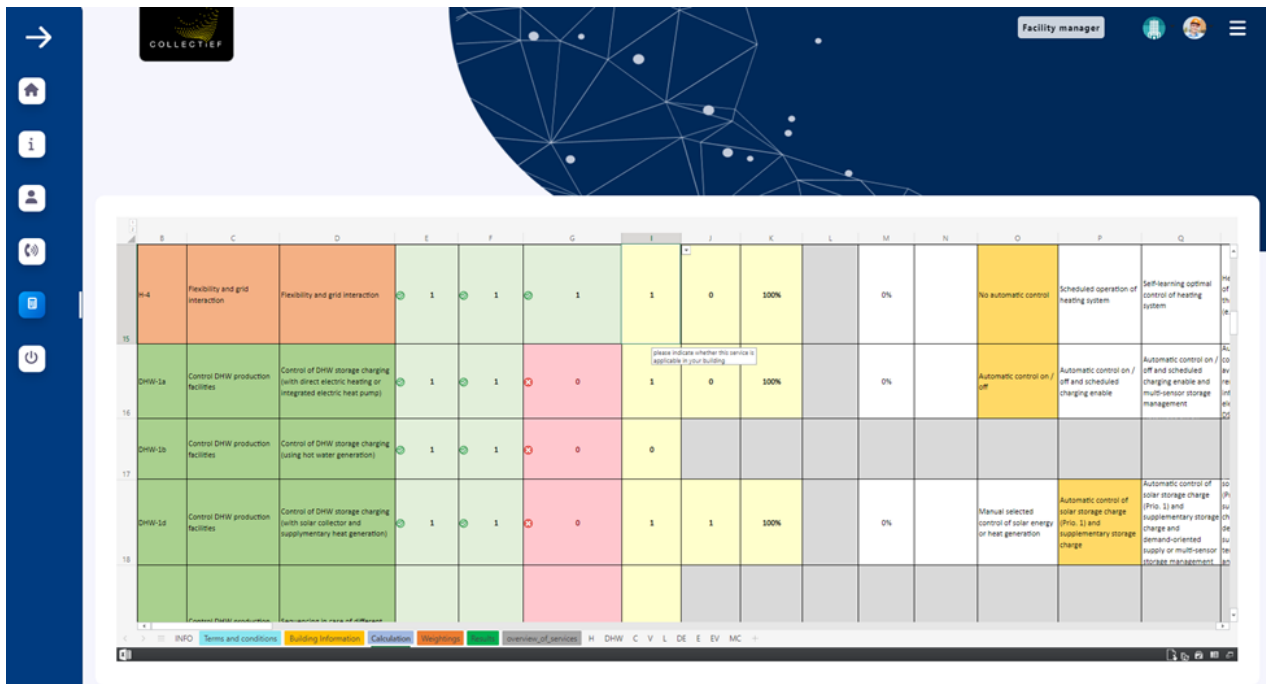 COLLECTiEF
Facility manager
B C D E F G I J K L M N O P Q
H-4
Flexibility and grid
interaction
Flexibility and grid interaction
1 1 1 1 0 100% 0%
No automatic control
Scheduled operation of
heating system
Self-learning optimal
control of heating
system
He
of
th
(e.
15
please indicate whether this service is
applicable in your building
DHW-1a
Control DHW production
facilities
Control of DHW storage charging
(with direct electric heating or
integrated electric heat pump)
1 1 0 1 0 100% 0%
Automatic control on /
off
Automatic control on /
off and scheduled
charging enable
Automatic control on /
off and scheduled
charging enable and
multi-sensor storage
management
16
DHW-1b
Control DHW production
facilities
Control of DHW storage charging
(using hot water generation)
1 1 0 0
17
DHW-1d
Control DHW production
facilities
Control of DHW storage charging
(with solar collector and
supplymentary heat generation)
1 1 0 1 1 100% 0%
Manual selected
control of solar energy
or heat generation
Automatic control of
solar storage charge
(Prio. 1) and
supplementary storage
charge
Automatic control of
solar storage charge
(Prio. 1) and
supplementary storage
charge and
demand-oriented
supply or multi-sensor
storage management
18
Control DHW production
Sequencing in case of different
INFO Terms and conditions Building Information Calculation Weightings Results overview_of_services H DHW C V L DE E EV MC +